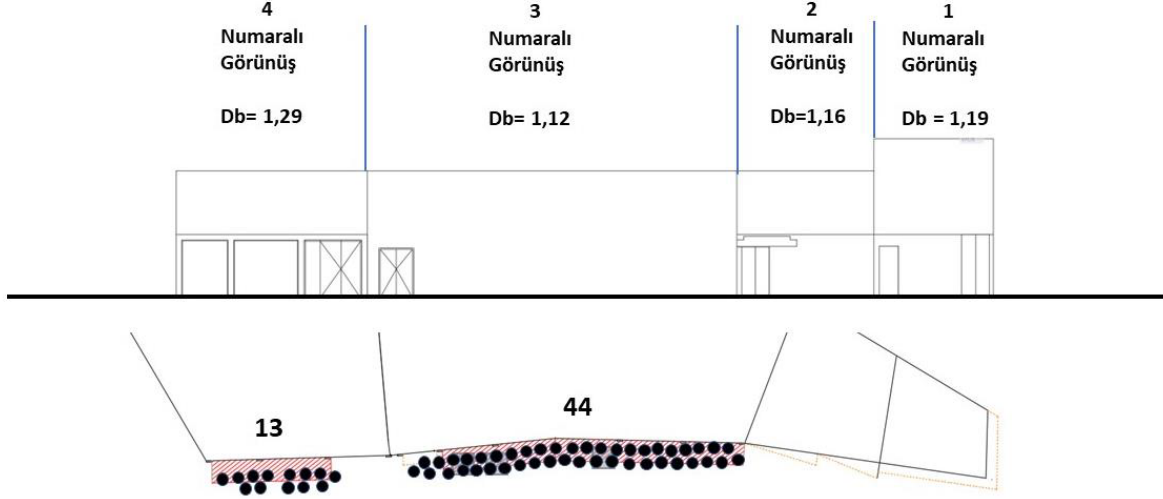 4
Numaralı
Görünüş
Db= 1,29
3
Numaralı
Görünüş
Db= 1,12
2
Numaralı
Görünüş
Db=1,16
1
Numaralı
Görünüş
Db = 1,19
13
44